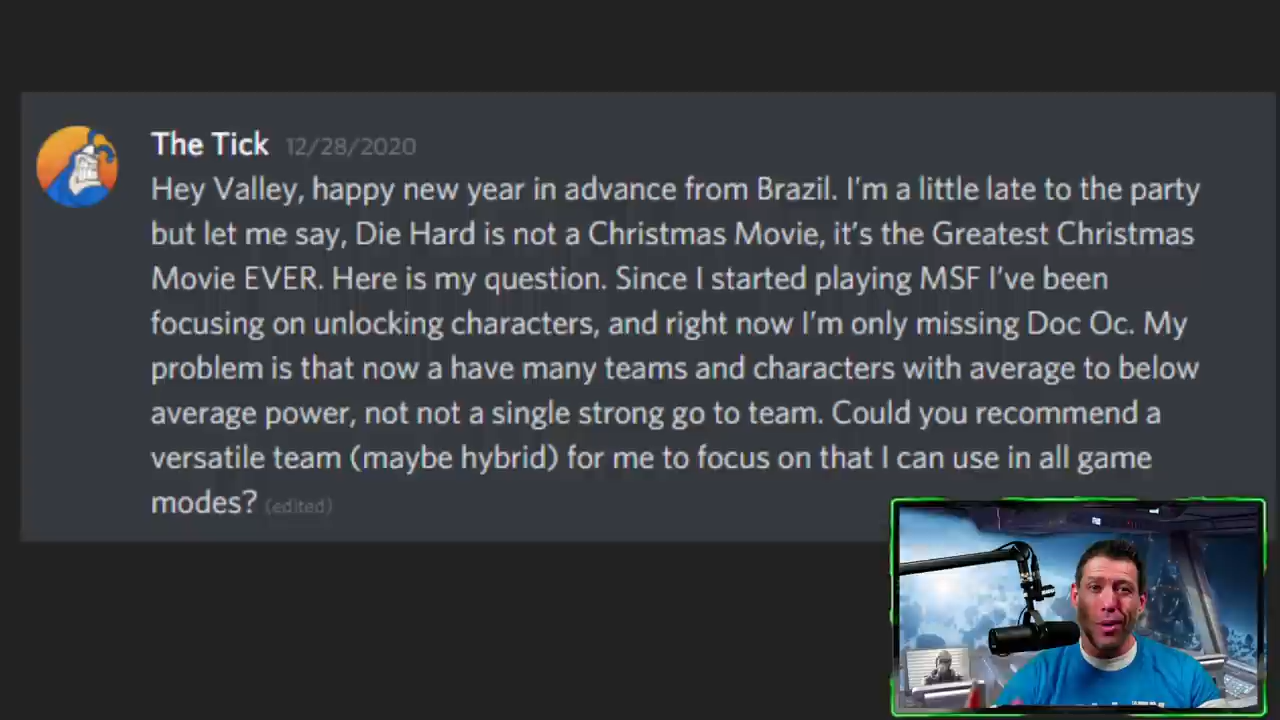 The Tick 12/28/2020
Hey Valley, happy new year in advance from Brazil. I'm a little late to the party
but let me say, Die Hard is not a Christmas Movie, it's the Greatest Christmas
Movie EVER. Here is my question. Since I started playing MSF I've been
focusing on unlocking characters, and right now I'm only missing Doc Oc. My
problem is that now a have many teams and characters with average to below
average power, not not a single strong go to team. Could you recommend a
versatile team (maybe hybrid) for me to focus on that I can use in all game
modes? (edited)